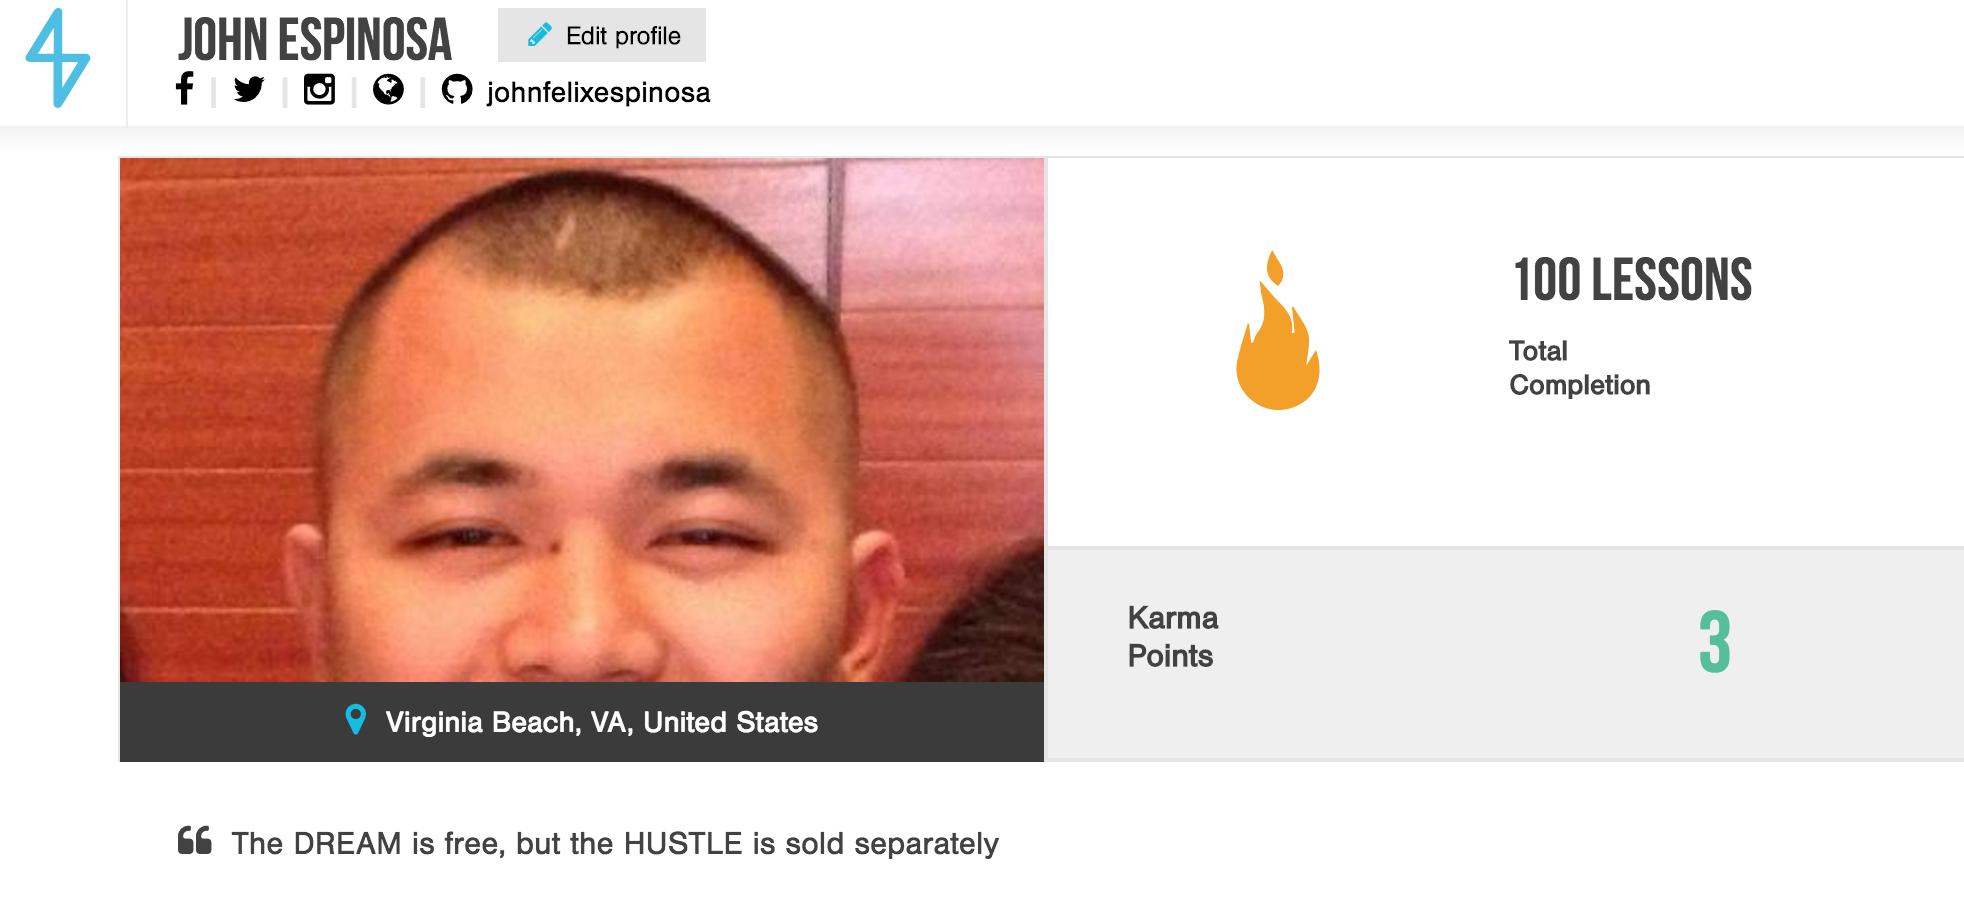 JOHN ESPINOSA
Edit profile
johnfelixespinosa
100 LESSONS
Total
Completion
Karma
Points
3
Virginia Beach, VA, United States
The DREAM is free, but the HUSTLE is sold separately